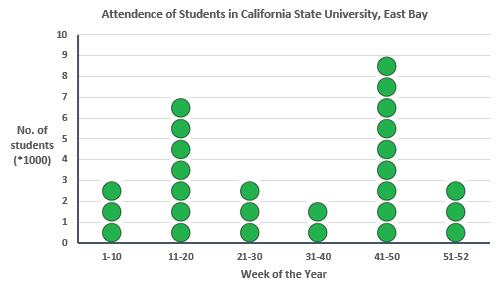 Attendence of Students in California State University, East Bay
10
9
8
7
6
5
4
3
2
1
0
No. of
students
(*1000)
1-10 11-20 21-30 31-40 41-50 51-52
Week of the Year